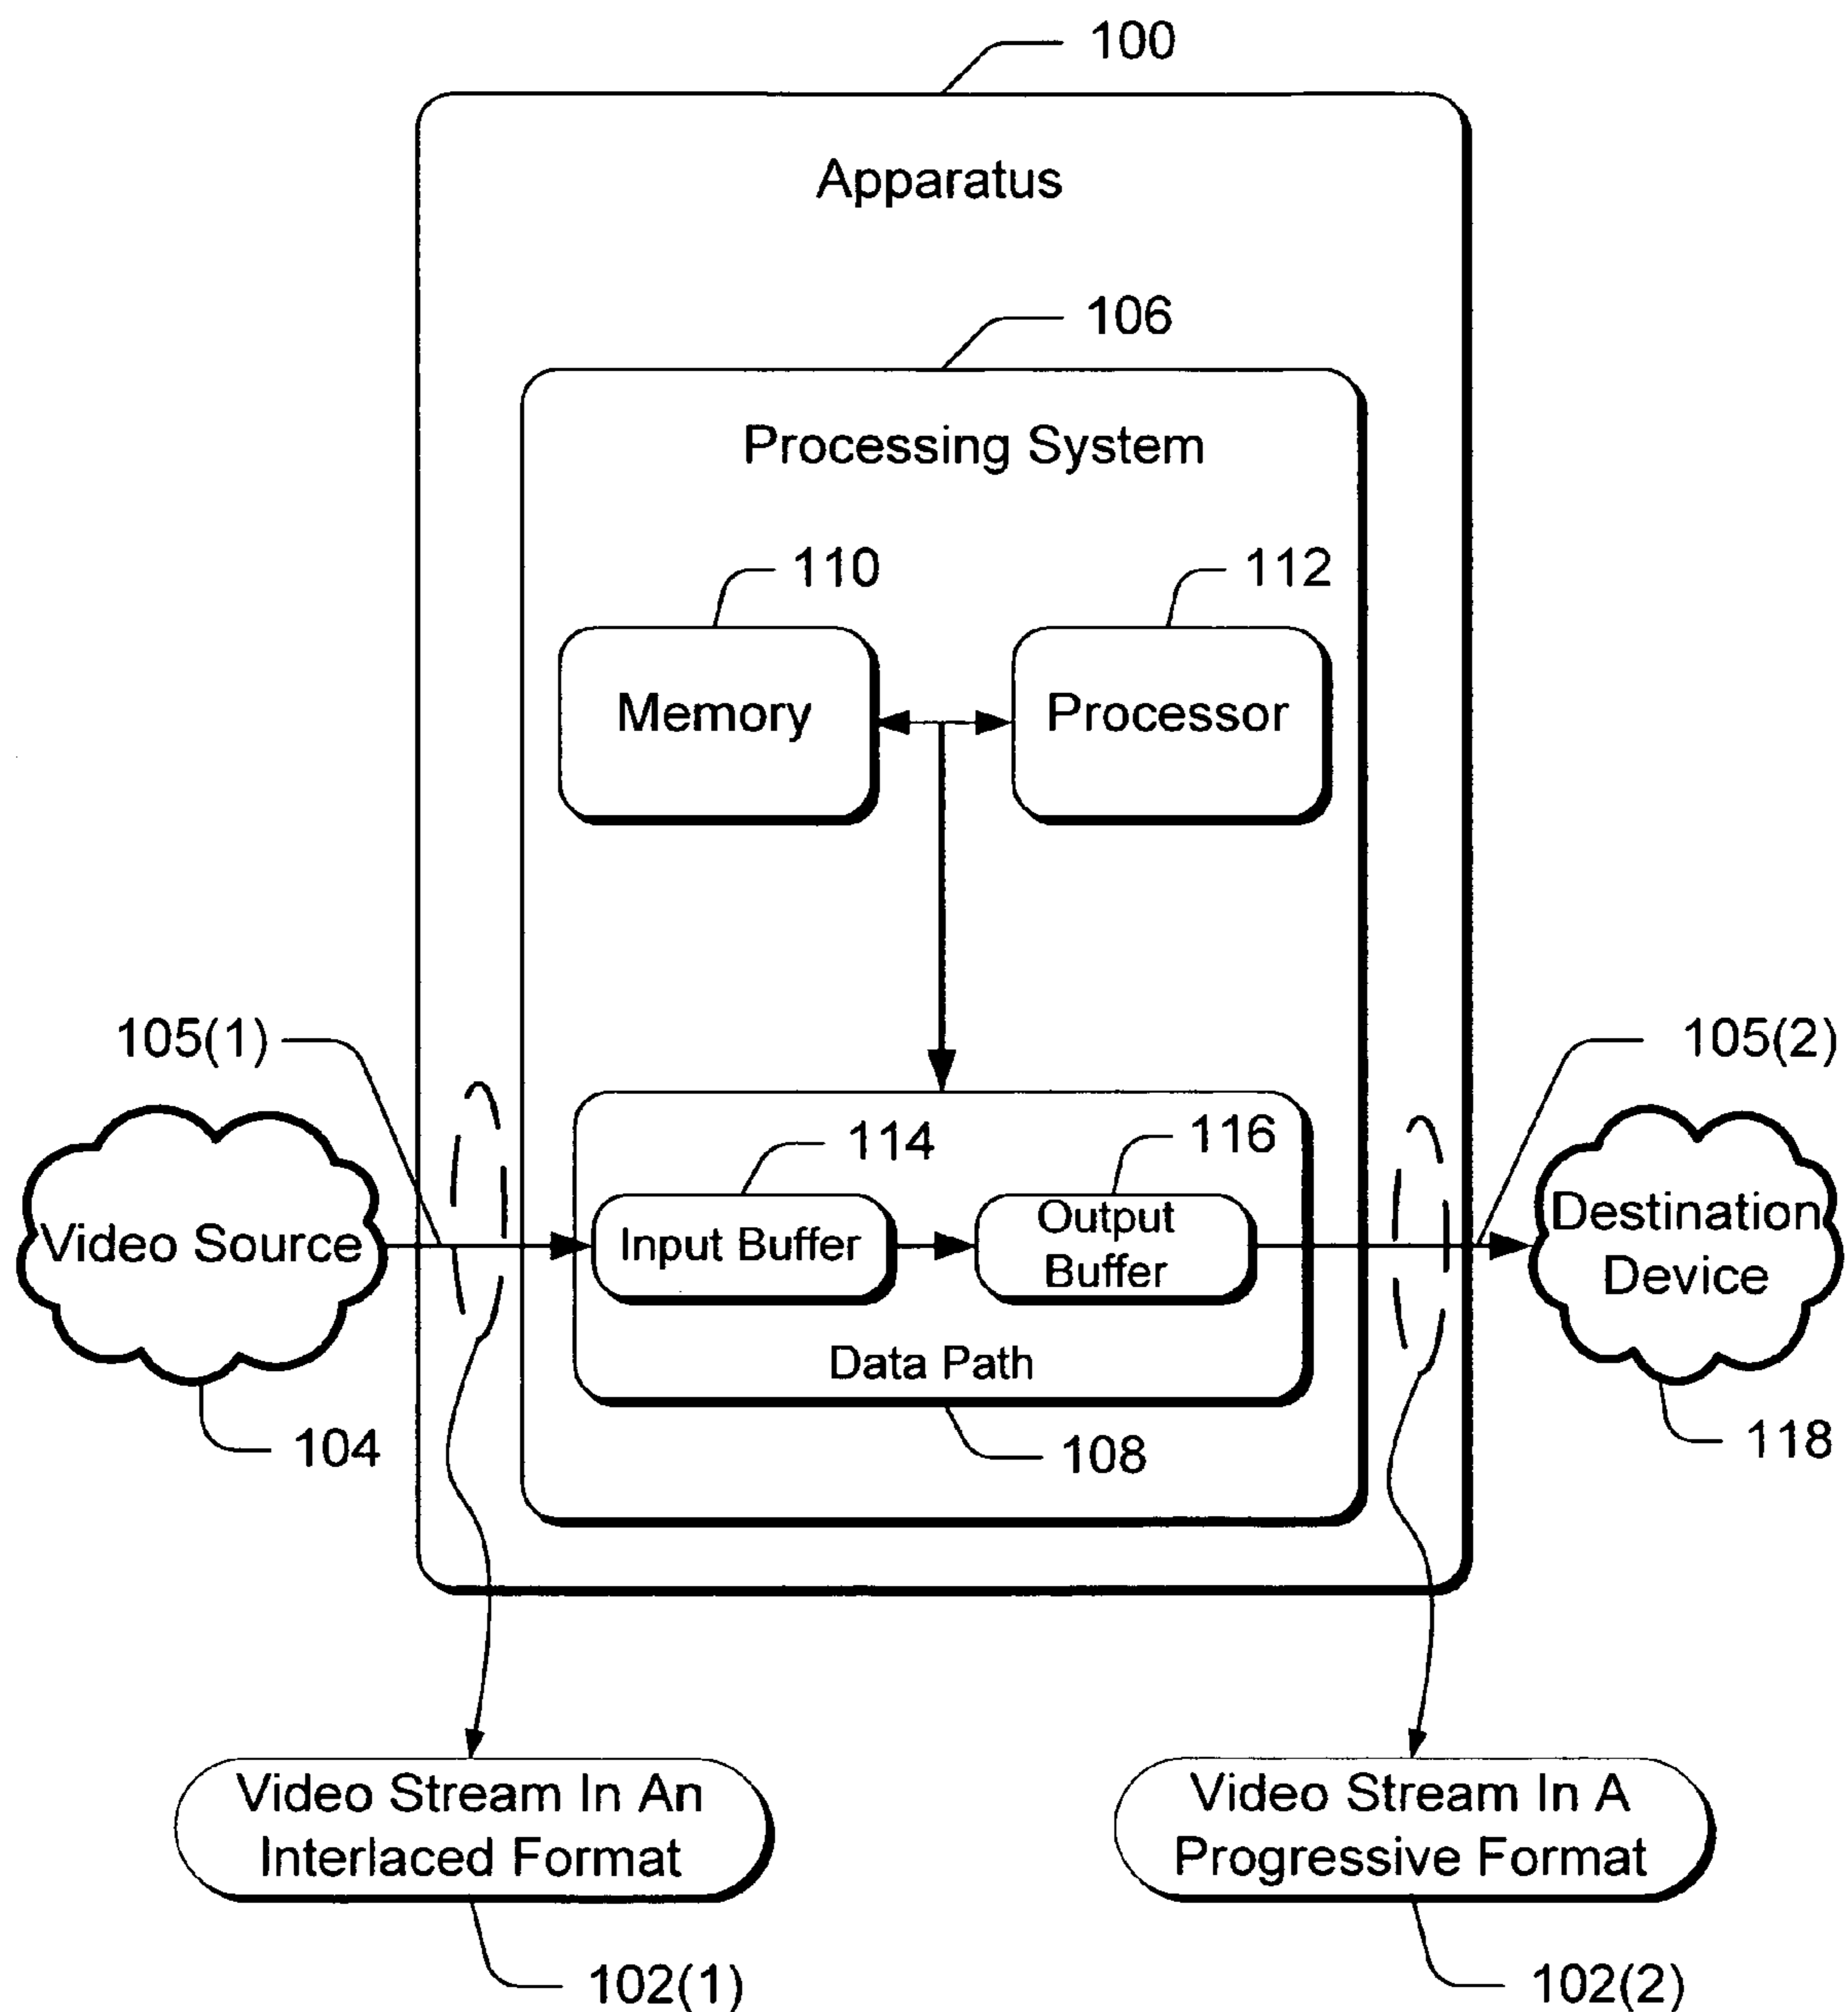 100
Apparatus
106
Processing System
110
112
Memory
Processor
105(1)
105(2)
114
116
Video Source
Input Buffer
Output
Buffer
Destination
Device
Data Path
104
108
118
Video Stream In An
Interlaced Format
Video Stream In A
Progressive Format
102(1)
102(2)